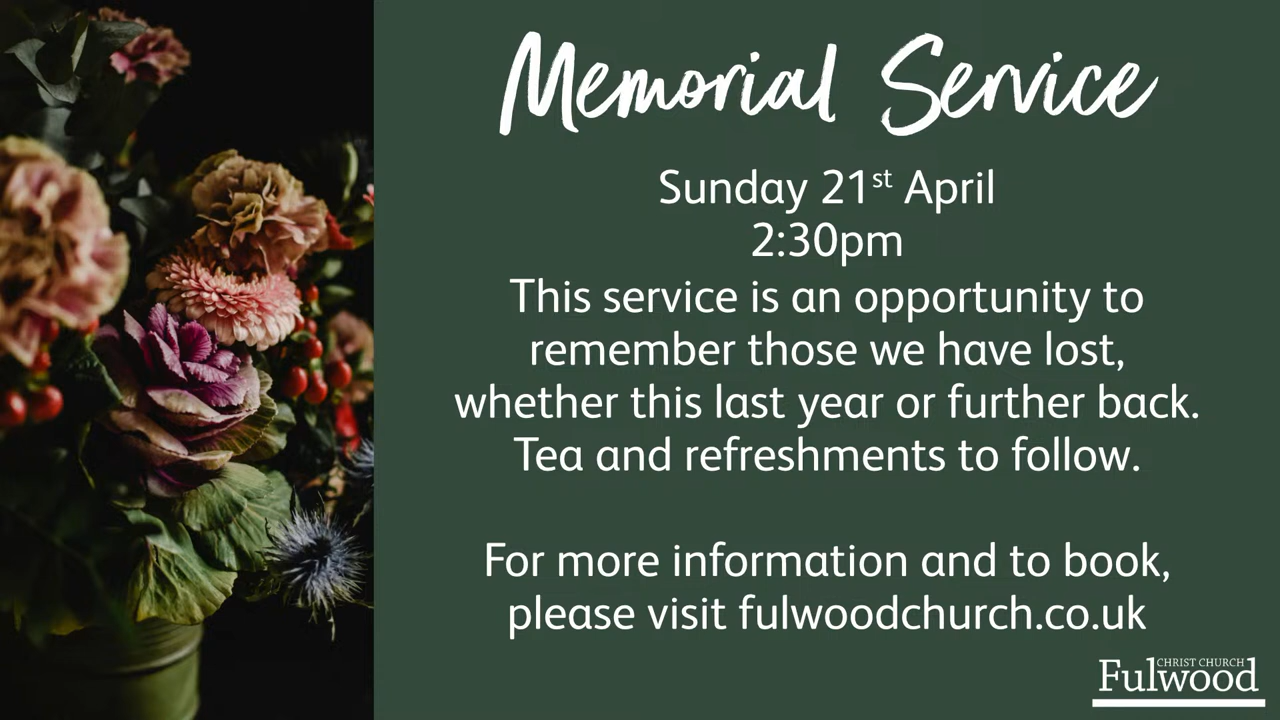 Memorial Service
Sunday 21st April
2:30pm
This service is an opportunity to
remember those we have lost,
whether this last year or further back.
Tea and refreshments to follow.
For more information and to book,
please visit fulwoodchurch.co.uk
CHRIST CHURCH
Fulwood